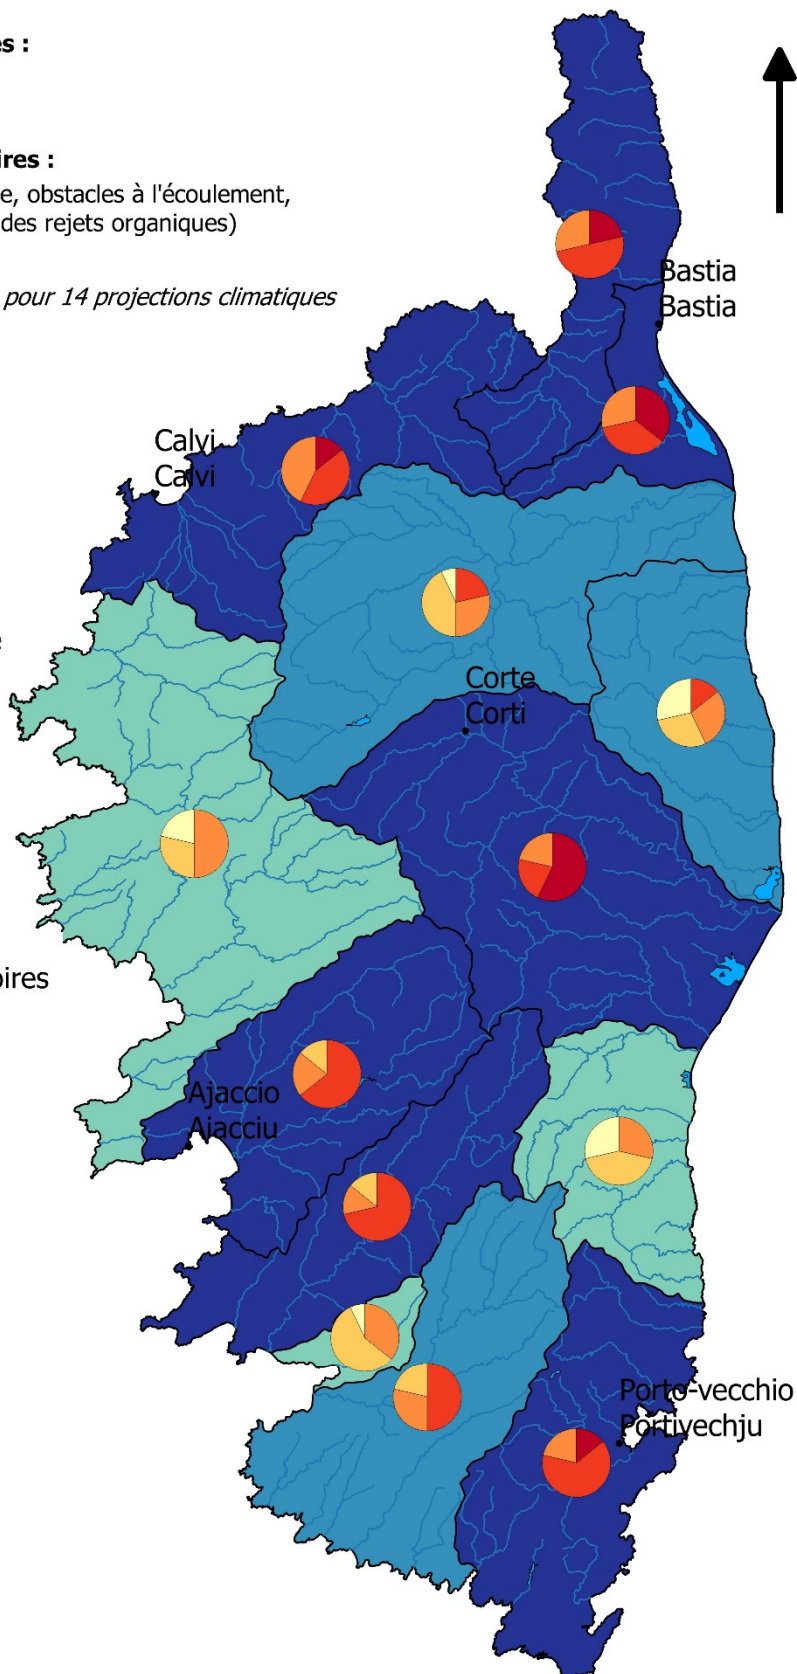 es :
ires :
e, obstacles à l'écoulement,
des rejets organiques)
pour 14 projections climatiques
Bastia
Bastia
Calvi
Calvi
e
Corte
Corti
oires
Ajaccio
Ajacciu
Porto-vecchio
Portivechju